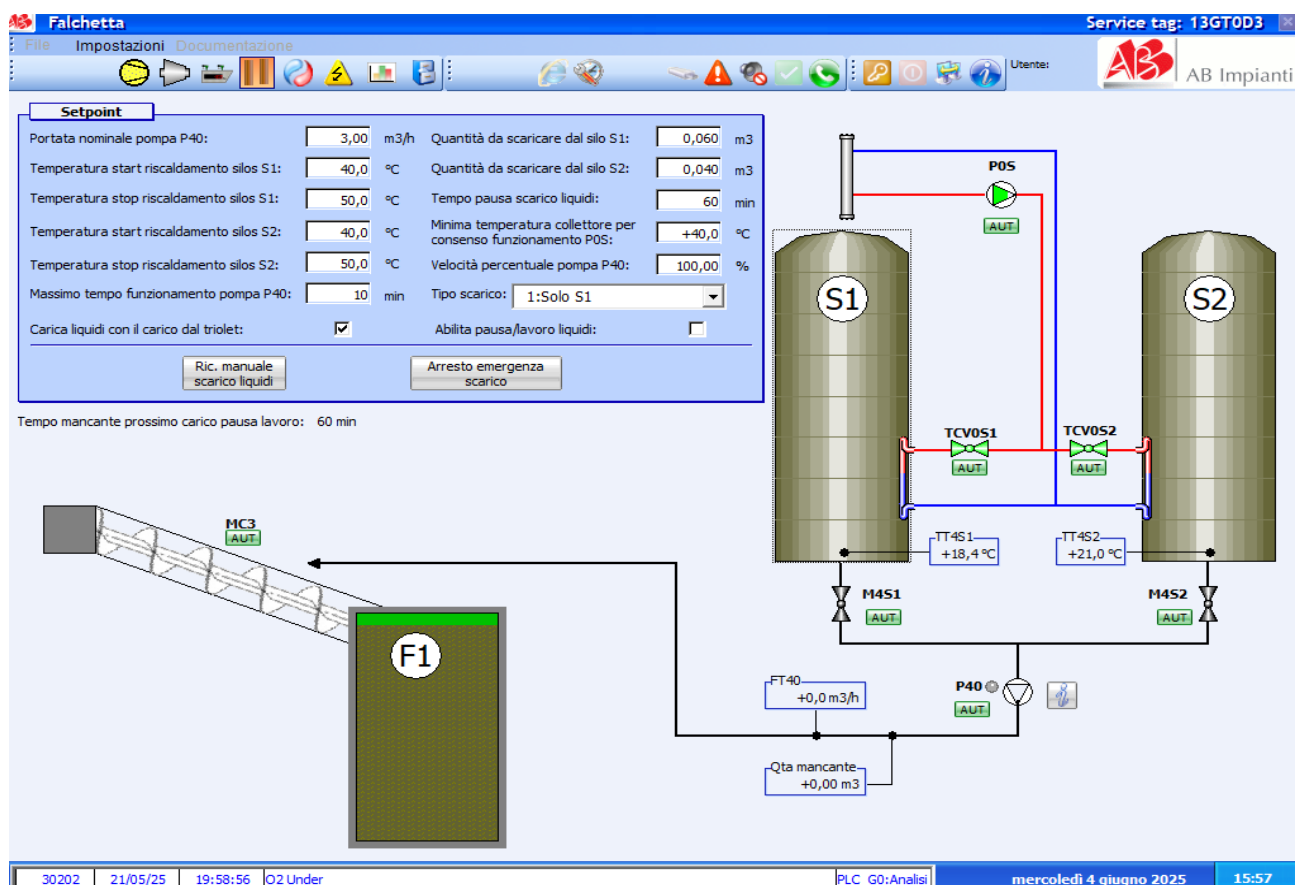 Falchetta
Service tag: 13GT0D3
File Impostazioni Documentazione
Utente:
AB AB Impianti
Setpoint
Portata nominale pompa P40: 3,00 m3/h
Quantità da scaricare dal silo S1: 0,060 m3
Temperatura start riscaldamento silos S1: 40,0 °C
Quantità da scaricare dal silo S2: 0,040 m3
Temperatura stop riscaldamento silos S1: 50,0 °C
Tempo pausa scarico liquidi: 60 min
Temperatura start riscaldamento silos S2: 40,0 °C
Minima temperatura collettore per
consenso funzionamento P0S: +40,0 °C
Temperatura stop riscaldamento silos S2: 50,0 °C
Velocità percentuale pompa P40: 100,00 %
Massimo tempo funzionamento pompa P40: 10 min
Tipo scarico: 1:Solo S1
Carica liquidi con il carico dal triolet:
Abilita pausa/lavoro liquidi:
Ric. manuale
scarico liquidi
Arresto emergenza
scarico
Tempo mancante prossimo carico pausa lavoro: 60 min
P0S
AUT
S1
S2
TCV0S1
AUT
TCV0S2
AUT
MC3
AUT
TT4S1
+18,4 °C
TT4S2
+21,0 °C
M4S1
AUT
M4S2
AUT
F1
FT40
+0,0 m3/h
P40
AUT
Qta mancante
+0,00 m3
30202 21/05/25 19:58:56 O2 Under PLC_G0:Analisi mercoledì 4 giugno 2025 15:57